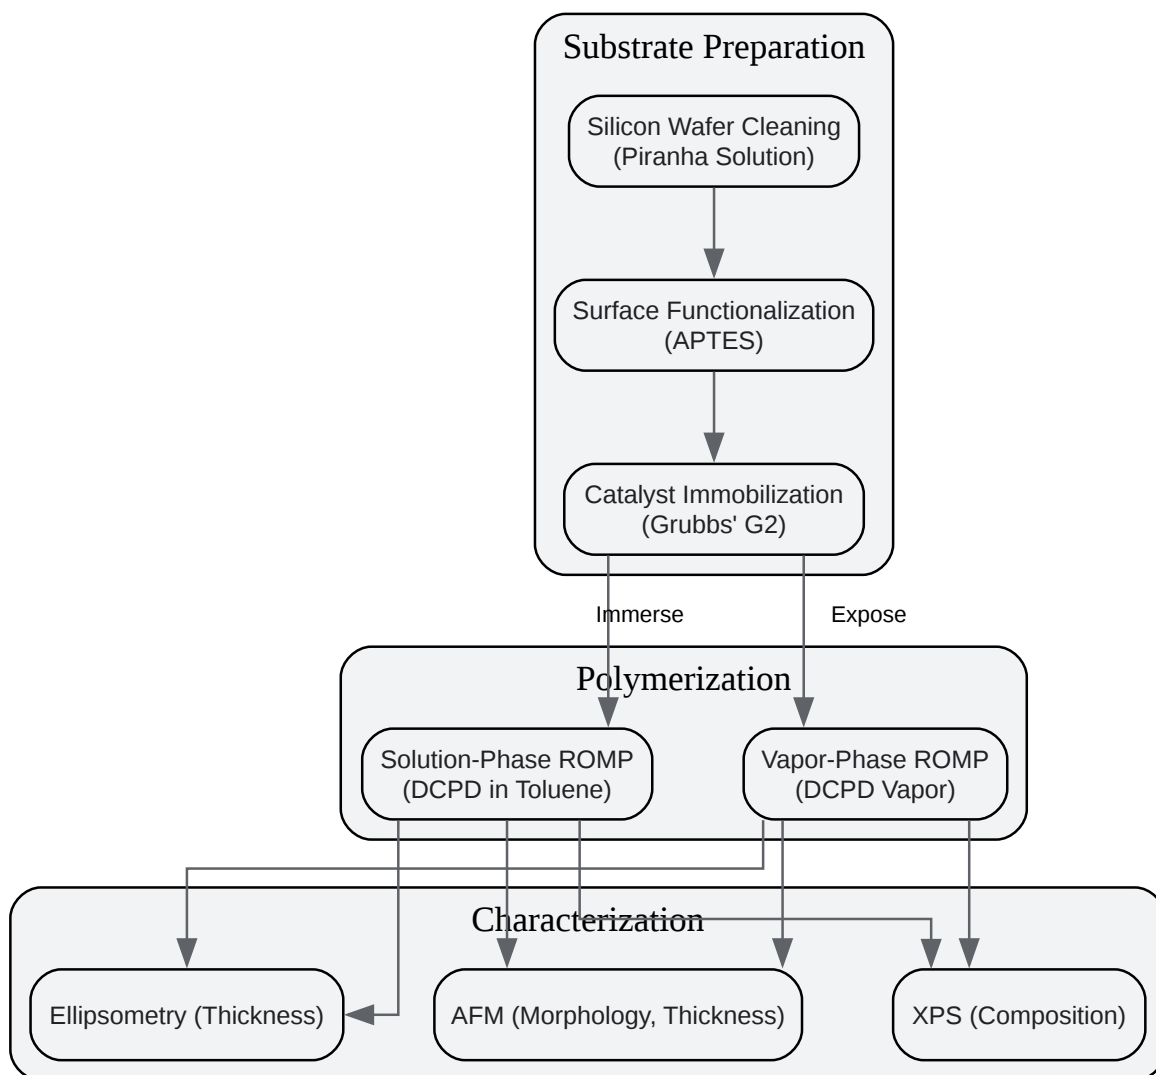 Substrate Preparation
Silicon Wafer Cleaning
(Piranha Solution)
Surface Functionalization
(APTES)
Catalyst Immobilization
(Grubbs' G2)
Immerse
Expose
Polymerization
Solution-Phase ROMP
(DCPD in Toluene)
Vapor-Phase ROMP
(DCPD Vapor)
Characterization
Ellipsometry (Thickness)
AFM (Morphology, Thickness)
XPS (Composition)